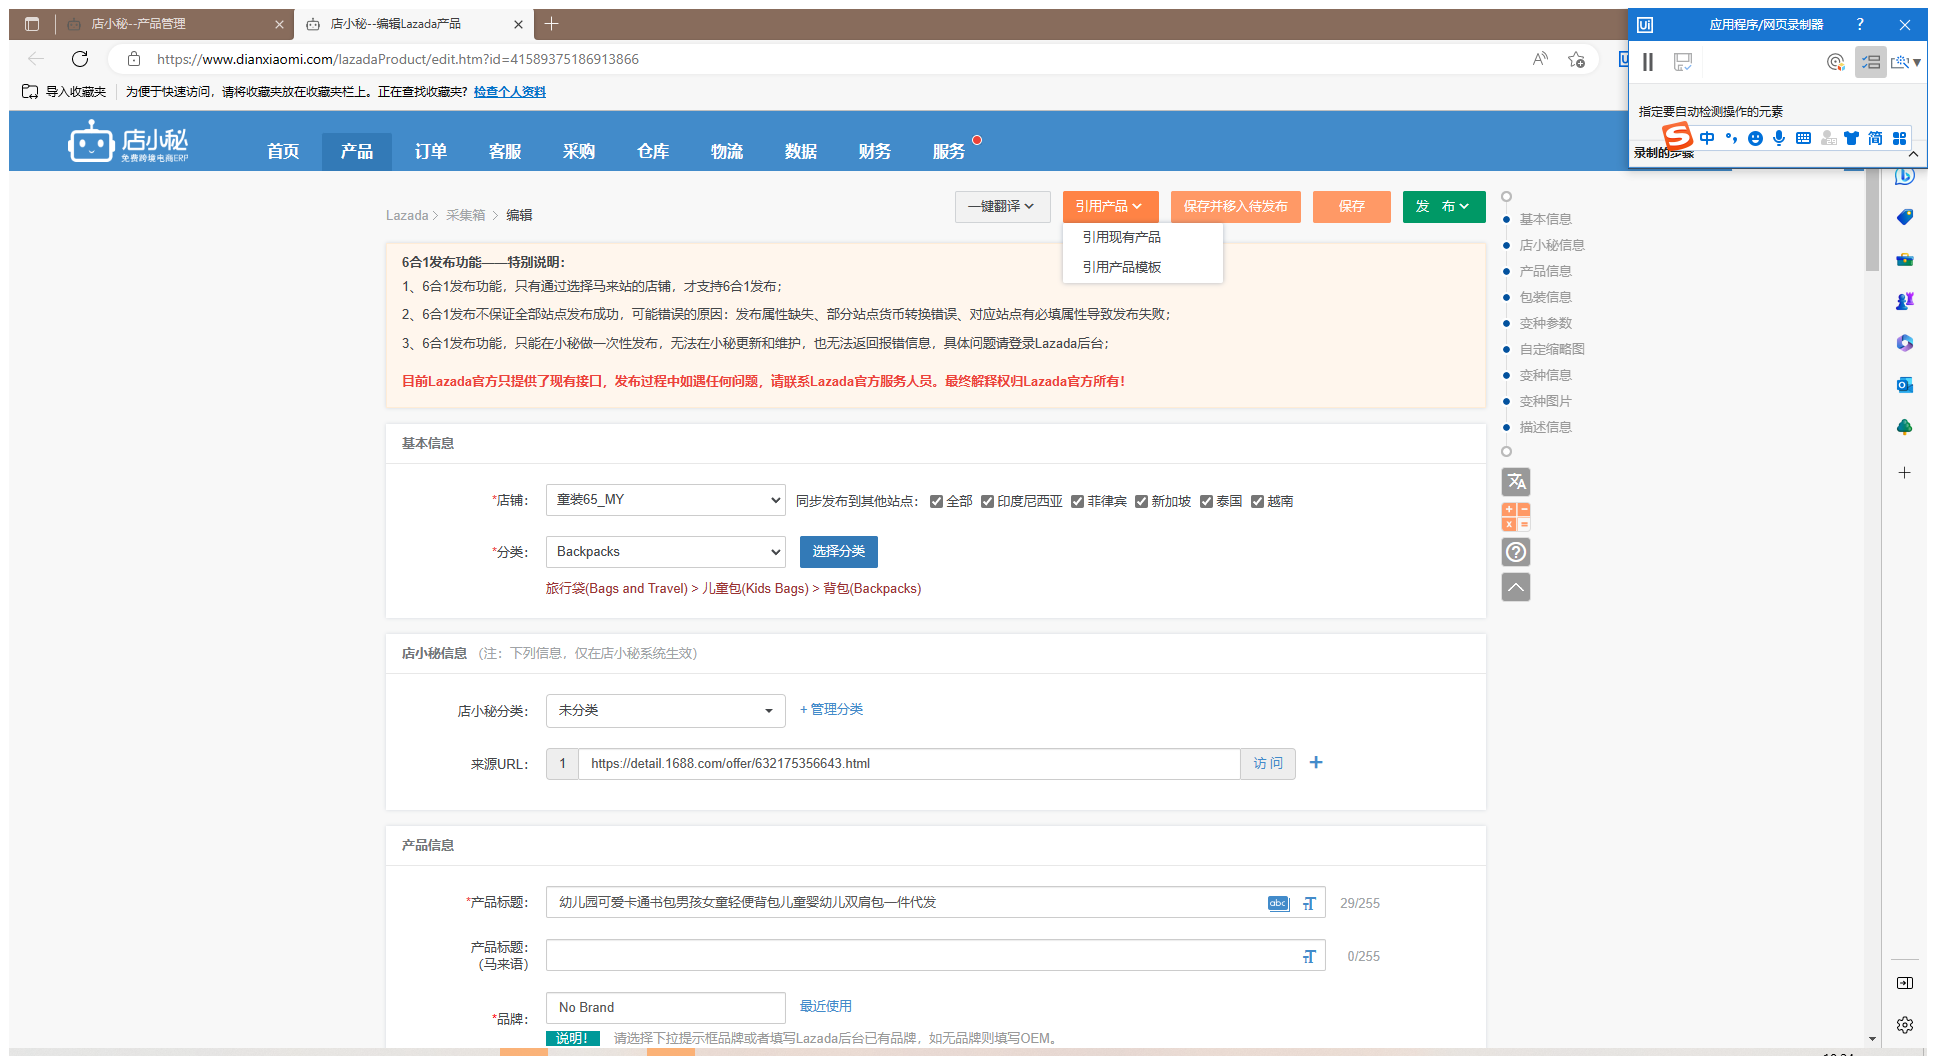 店小秘--产品管理
店小秘--编辑Lazada产品
https://www.dianxiaomi.com/lazadaProduct/edit.htm?id=41589375186913866
导入收藏夹
为便于快速访问，请将收藏夹放在收藏夹栏上。正在查找收藏夹? 检查个人资料
Ui 应用程序/网页录制器 ?
指定要自动检测操作的元素
中 简
录制的步骤
店小秘
免费跨境电商ERP
首页 产品 订单 客服 采购 仓库 物流 数据 财务 服务
Lazada > 采集箱 > 编辑
一键翻译 引用产品 保存并移入待发布 保存 发 布
引用现有产品
引用产品模板
6合1发布功能——特别说明：
1、6合1发布功能，只有通过选择马来站的店铺，才支持6合1发布；
2、6合1发布不保证全部站点发布成功，可能错误的原因：发布属性缺失、部分站点货币转换错误、对应站点有必填属性导致发布失败；
3、6合1发布功能，只能在小秘做一次性发布，无法在小秘更新和维护，也无法返回报错信息，具体问题请登录Lazada后台；
目前Lazada官方只提供了现有接口，发布过程中如遇任何问题，请联系Lazada官方服务人员。最终解释权归Lazada官方所有！
基本信息
店小秘信息
产品信息
包装信息
变种参数
自定缩略图
变种信息
变种图片
描述信息
基本信息
*店铺： 童装65_MY 同步发布到其他站点： 全部 印度尼西亚 菲律宾 新加坡 泰国 越南
*分类： Backpacks 选择分类
旅行袋(Bags and Travel) > 儿童包(Kids Bags) > 背包(Backpacks)
店小秘信息 （注：下列信息，仅在店小秘系统生效）
店小秘分类： 未分类 + 管理分类
来源URL： 1 https://detail.1688.com/offer/632175356643.html 访 问 +
产品信息
*产品标题： 幼儿园可爱卡通书包男孩女童轻便背包儿童婴幼儿双肩包一件代发 abc 29/255
产品标题：
（马来语） 0/255
*品牌： No Brand 最近使用
说明！ 请选择下拉提示框品牌或者填写Lazada后台已有品牌，如无品牌则填写OEM。